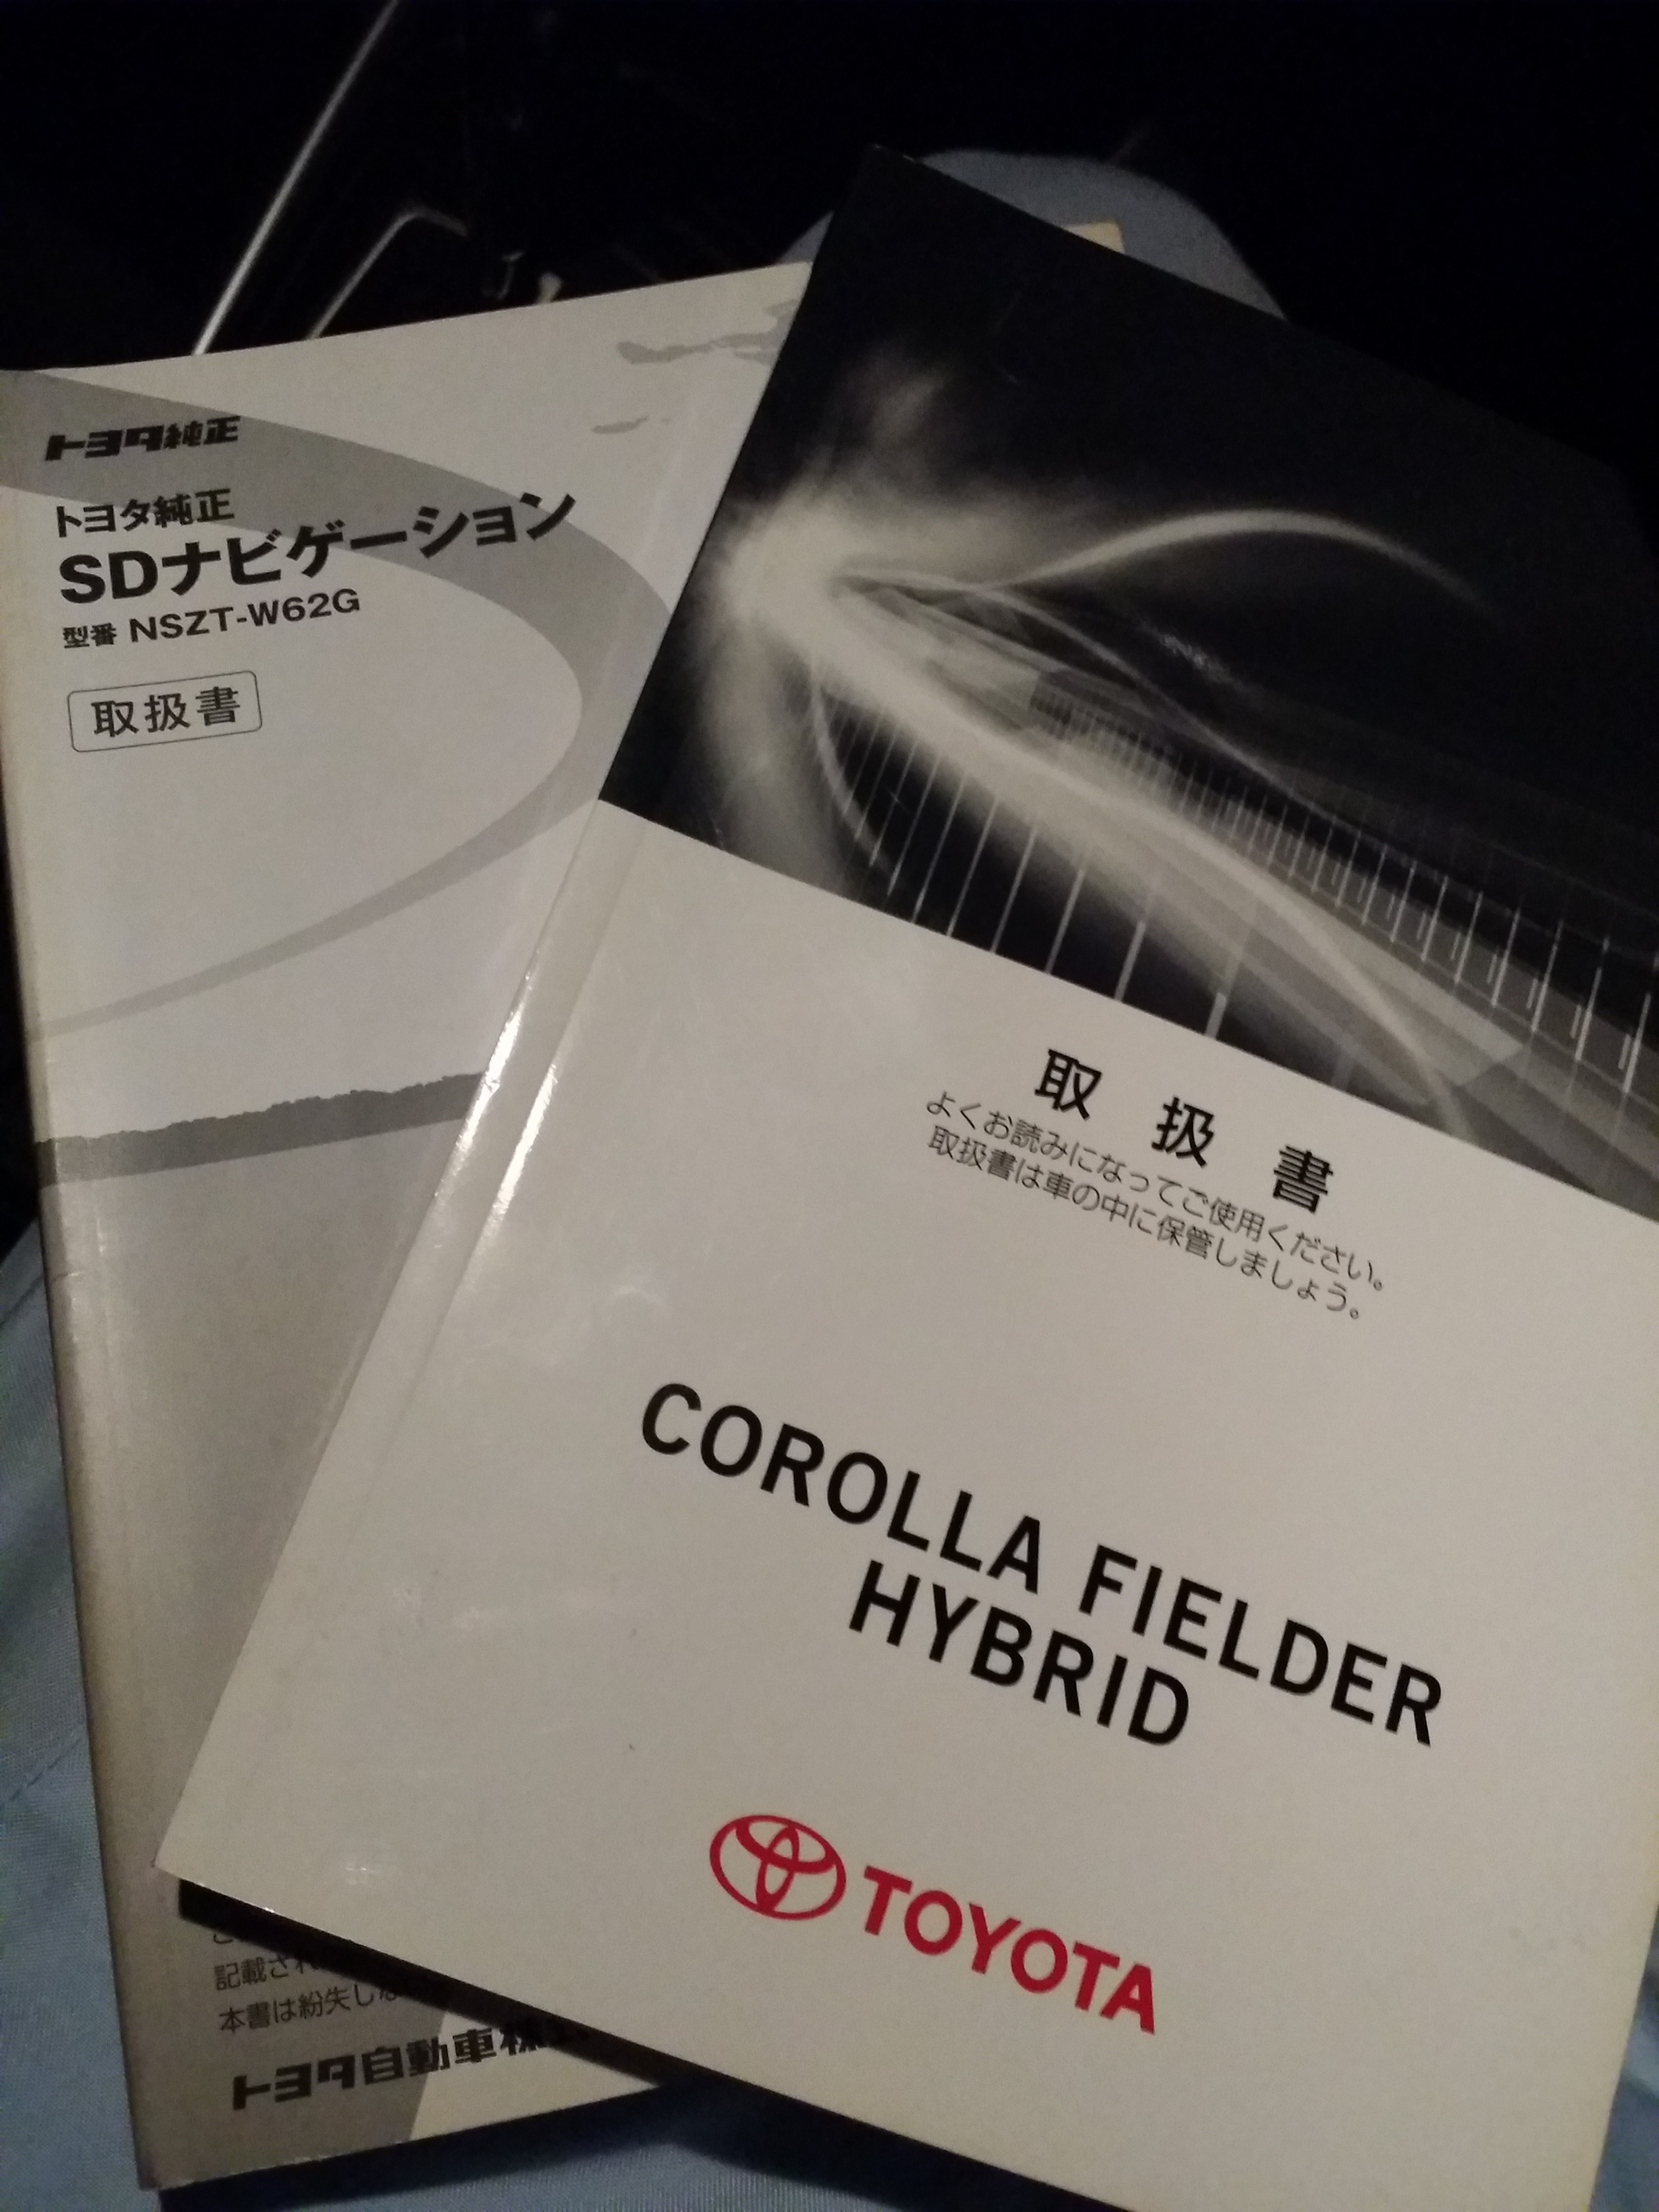 トヨタ純正
トヨタ純正
SDナビゲーション
型番 NSZT-W62G
取扱書
記載され
本書は紛失しな
トヨタ自動車株式
取扱書
よくお読みになってご使用ください。
取扱書は車の中に保管しましょう。
COROLLA FIELDER
HYBRID
TOYOTA